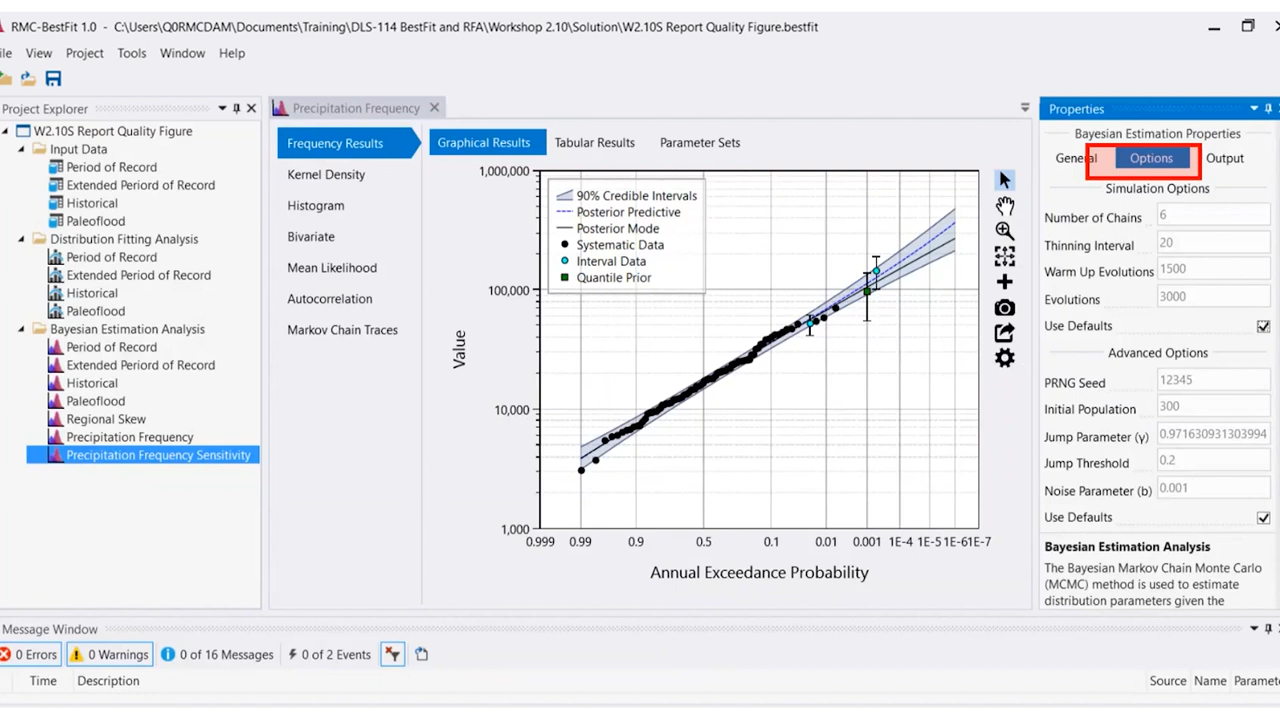 RMC-BestFit 1.0 - C:\Users\Q0RMCDAM\Documents\Training\DLS-114 BestFit and RFA\Workshop 2.10\Solution\W2.10S Report Quality Figure.bestfit
ile View Project Tools Window Help
Project Explorer
W2.10S Report Quality Figure
Input Data
Period of Record
Extended Periord of Record
Historical
Paleoflood
Distribution Fitting Analysis
Period of Record
Extended Periord of Record
Historical
Paleoflood
Bayesian Estimation Analysis
Period of Record
Extended Periord of Record
Historical
Paleoflood
Regional Skew
Precipitation Frequency
Precipitation Frequency Sensitivity
Precipitation Frequency
Frequency Results
Kernel Density
Histogram
Bivariate
Mean Likelihood
Autocorrelation
Markov Chain Traces
Graphical Results Tabular Results Parameter Sets
1,000,000
100,000
10,000
1,000
Value
90% Credible Intervals
Posterior Predictive
Posterior Mode
Systematic Data
Interval Data
Quantile Prior
0.999 0.99 0.9 0.5 0.1 0.01 0.001 1E-4 1E-5 1E-6 1E-7
Annual Exceedance Probability
Properties
Bayesian Estimation Properties
General Options Output
Simulation Options
Number of Chains 6
Thinning Interval 20
Warm Up Evolutions 1500
Evolutions 3000
Use Defaults
Advanced Options
PRNG Seed 12345
Initial Population 300
Jump Parameter (γ) 0.971630931303994
Jump Threshold 0.2
Noise Parameter (b) 0.001
Use Defaults
Bayesian Estimation Analysis
The Bayesian Markov Chain Monte Carlo
(MCMC) method is used to estimate
distribution parameters given the
Message Window
0 Errors 0 Warnings 0 of 16 Messages 0 of 2 Events
Time Description Source Name Paramete